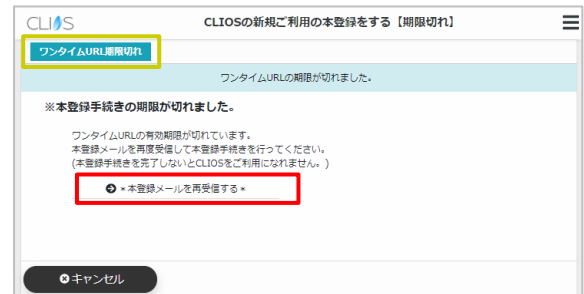 CLIOS
CLIOSの新規ご利用の本登録をする【期限切れ】
ワンタイムURL期限切れ
ワンタイムURLの期限が切れました。
※本登録手続きの期限が切れました。
ワンタイムURLの有効期限が切れています。
本登録メールを再度受信して本登録手続きを行ってください。
(本登録手続きを完了しないとCLIOSをご利用になれません。)
＊本登録メールを再受信する＊
キャンセル